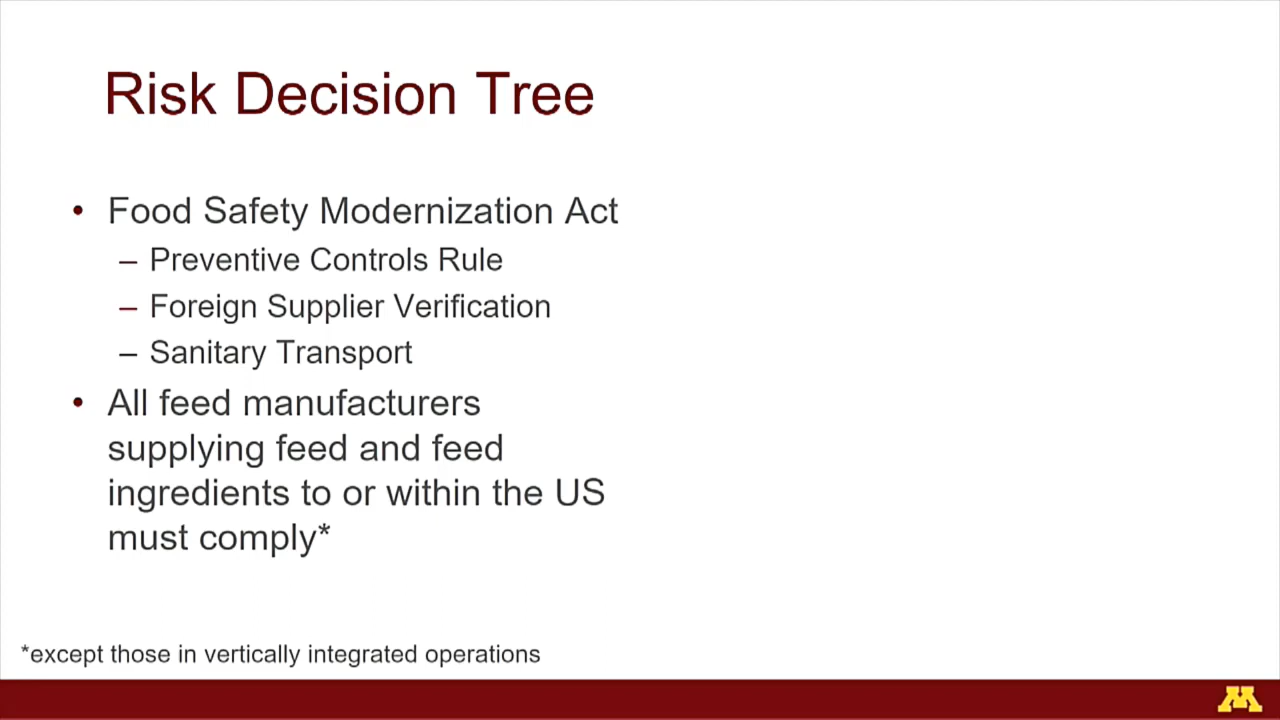 Risk Decision Tree
• Food Safety Modernization Act
– Preventive Controls Rule
– Foreign Supplier Verification
– Sanitary Transport
• All feed manufacturers
supplying feed and feed
ingredients to or within the US
must comply*
*except those in vertically integrated operations
M